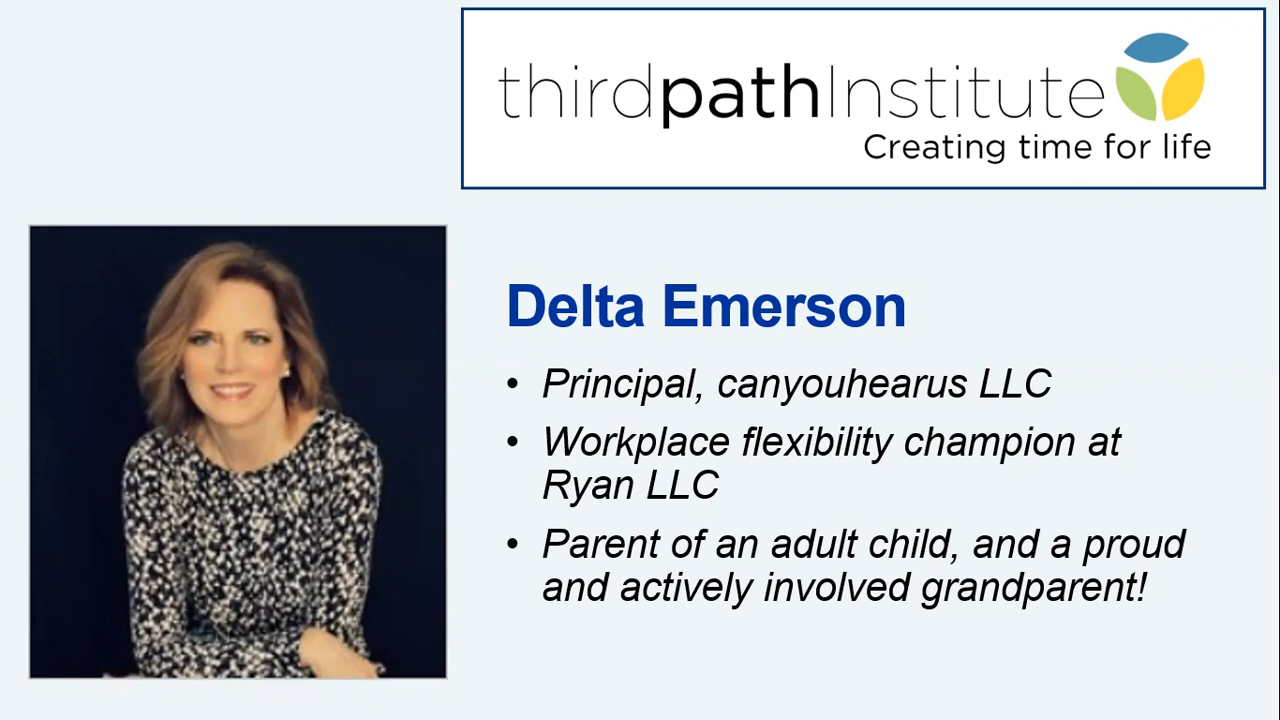 thirdpathInstitute
Creating time for life
Delta Emerson
• Principal, canyouhearus LLC
• Workplace flexibility champion at
Ryan LLC
• Parent of an adult child, and a proud
and actively involved grandparent!